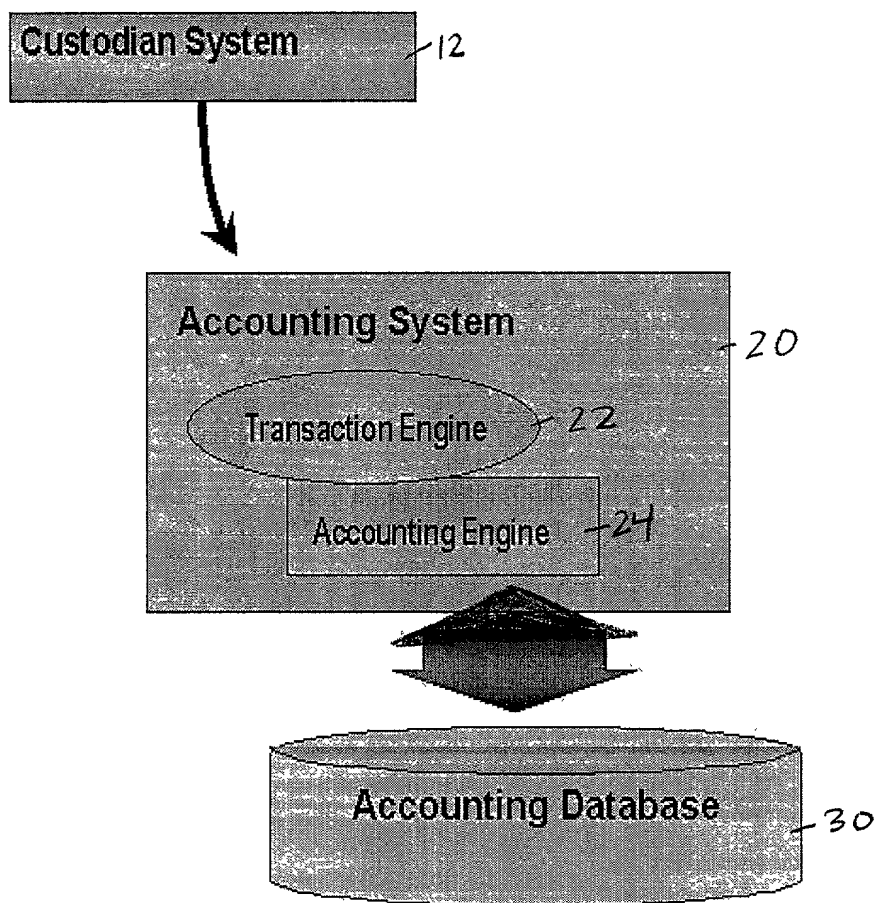 Custodian System 12
Accounting System
20
Transaction Engine 22
Accounting Engine 24
Accounting Database
30